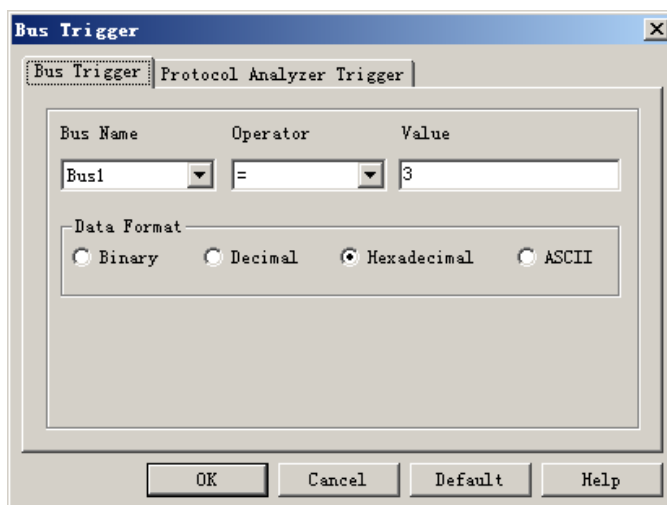 Bus Trigger
Bus Trigger Protocol Analyzer Trigger
Bus Name Operator Value
Bus1 = 3
Data Format
Binary Decimal Hexadecimal ASCII
OK Cancel Default Help